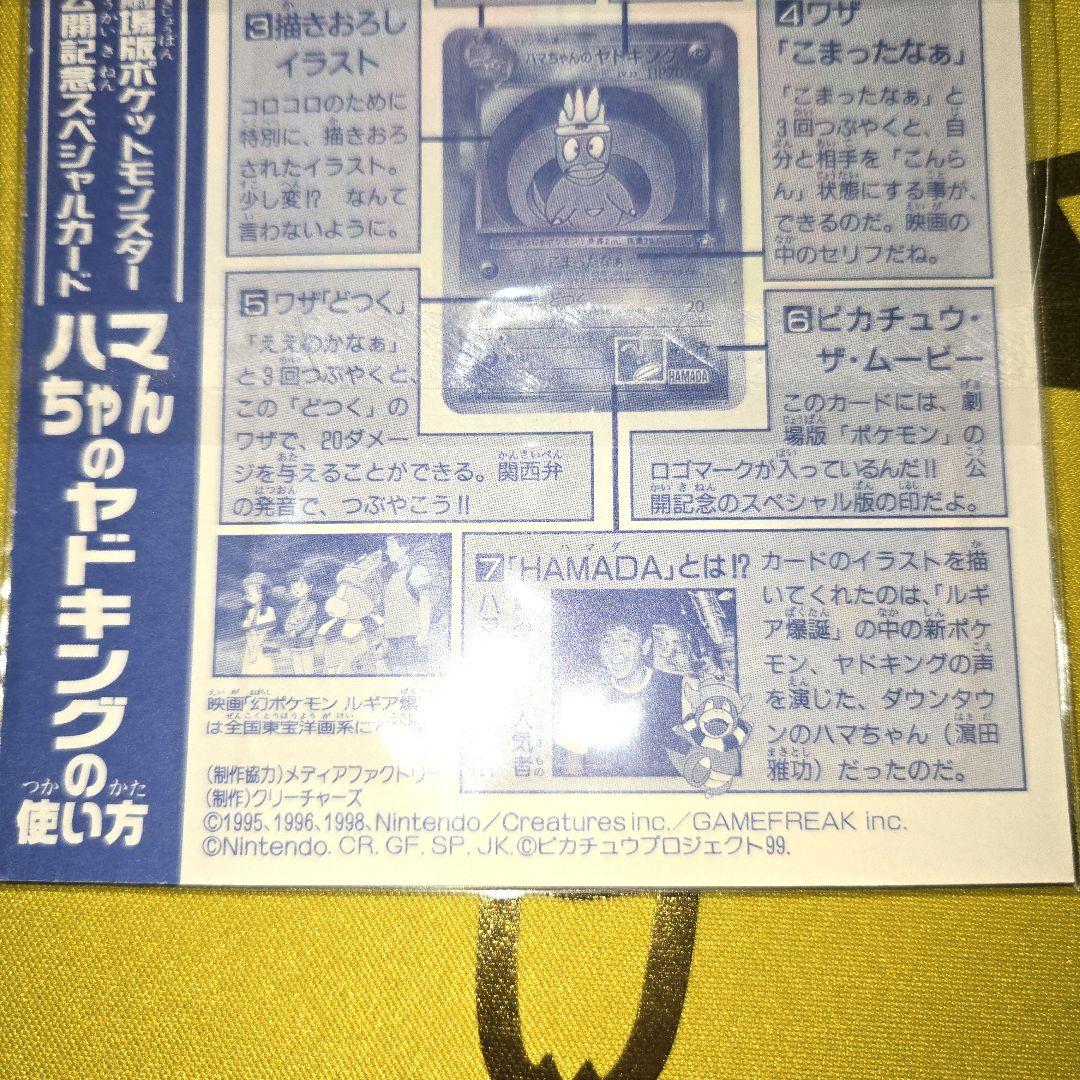 劇場版ポケットモンスター
公開記念スペシャルカード
ハマちゃんのヤドキングの使い方
つか かた
3描きおろし
イラスト
コロコロのために
特別に、描きおろ
されたイラスト。
少し変!? なんて
言わないように。
ハマちゃんのヤドキング
こまったなぁ
どつく 20
HAMADA
4ワザ
「こまったなぁ」
「こまったなぁ」と
3回つぶやくと、自
分と相手を「こんら
ん」状態にする事が、
できるのだ。映画の
中のセリフだね。
5ワザ「どつく」
「ええのかなぁ」
と3回つぶやくと、
この「どつく」の
ワザで、20ダメー
ジを与えることができる。関西弁
の発音で、つぶやこう!!
6ピカチュウ・
ザ・ムービー
このカードには、劇
場版「ポケモン」の
ロゴマークが入っているんだ!! 公
開記念のスペシャル版の印だよ。
映画「幻ポケモン ルギア爆
は全国東宝洋画系にて
7「HAMADA」とは!?
カードのイラストを描
いてくれたのは、「ルギ
ア爆誕」の中の新ポケ
モン、ヤドキングの声
を演じた、ダウンタウ
ンのハマちゃん（濱田
雅功）だったのだ。
人気者
(制作協力)メディアファクトリー
(制作)クリーチャーズ
©1995、1996、1998、Nintendo／Creatures inc.／GAMEFREAK inc.
©Nintendo. CR. GF. SP. JK.©ピカチュウプロジェクト99.